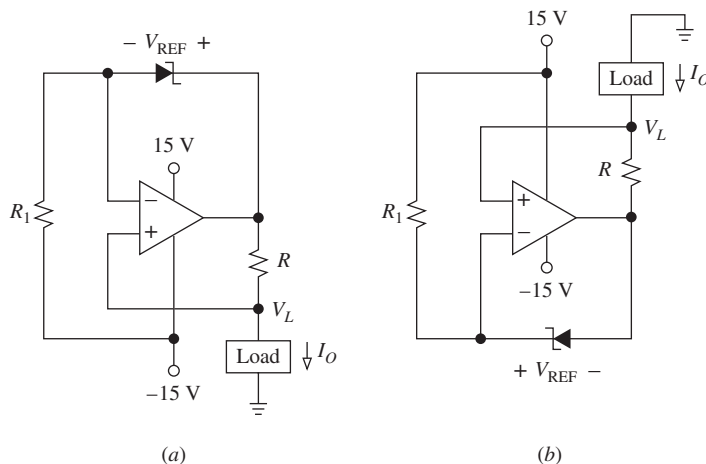 − V_REF +
15 V
R_1
−
+
R
V_L
Load
I_O
−15 V
(a)
15 V
Load
I_O
V_L
R
R_1
+
−
−15 V
+ V_REF −
(b)